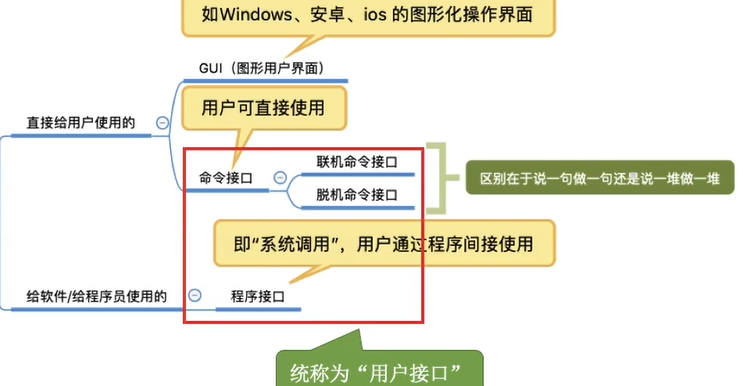 如Windows、安卓、ios 的图形化操作界面
GUI（图形用户界面）
用户可直接使用
直接给用户使用的
联机命令接口
命令接口
区别在于说一句做一句还是说一堆做一堆
脱机命令接口
即“系统调用”，用户通过程序间接使用
给软件/给程序员使用的
程序接口
统称为“用户接口”